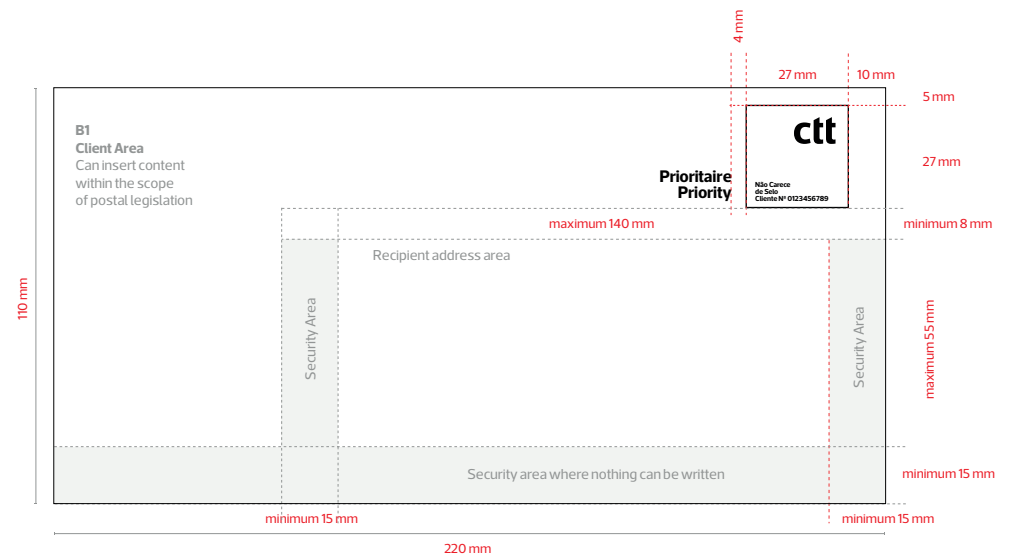 4 mm
27 mm
10 mm
5 mm
B1
Client Area
Can insert content
within the scope
of postal legislation
ctt
27 mm
Prioritaire
Priority
Não Carece
de Selo
Cliente Nº 0123456789
maximum 140 mm
minimum 8 mm
Recipient address area
110 mm
Security Area
Security Area
maximum 55 mm
Security area where nothing can be written
minimum 15 mm
minimum 15 mm
minimum 15 mm
220 mm